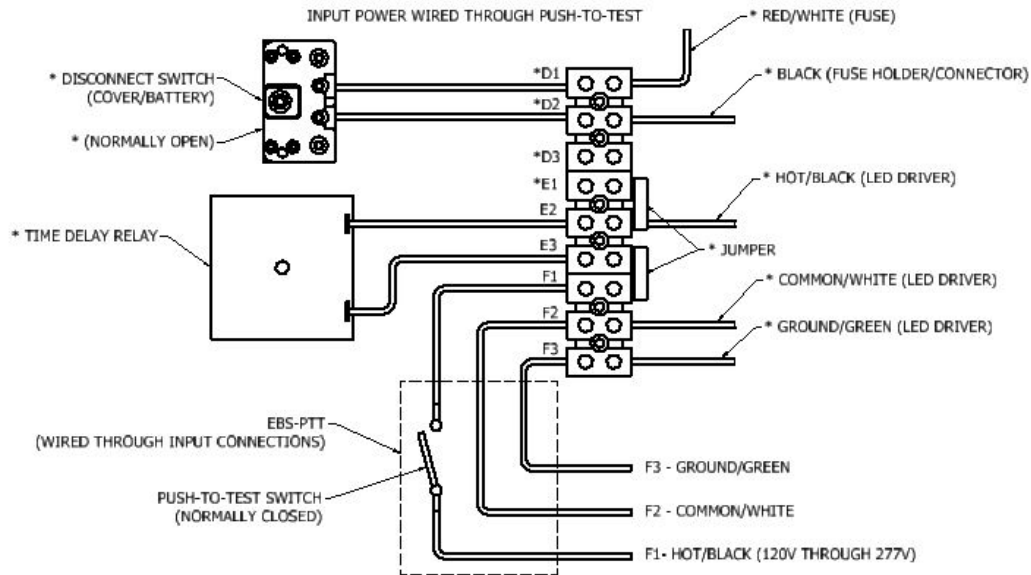 INPUT POWER WIRED THROUGH PUSH-TO-TEST
* RED/WHITE (FUSE)
* DISCONNECT SWITCH
(COVER/BATTERY)
* (NORMALLY OPEN)
*D1
* BLACK (FUSE HOLDER/CONNECTOR)
*D2
*D3
*E1
* HOT/BLACK (LED DRIVER)
E2
* TIME DELAY RELAY
E3
* JUMPER
F1
* COMMON/WHITE (LED DRIVER)
F2
* GROUND/GREEN (LED DRIVER)
F3
EBS-PTT
(WIRED THROUGH INPUT CONNECTIONS)
PUSH-TO-TEST SWITCH
(NORMALLY CLOSED)
F3 - GROUND/GREEN
F2 - COMMON/WHITE
F1- HOT/BLACK (120V THROUGH 277V)